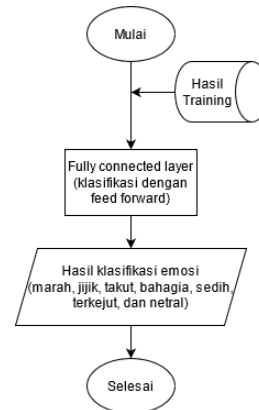 Mulai
Hasil
Training
Fully connected layer
(klasifikasi dengan
feed forward)
Hasil klasifikasi emosi
(marah, jijik, takut, bahagia, sedih,
terkejut, dan netral)
Selesai